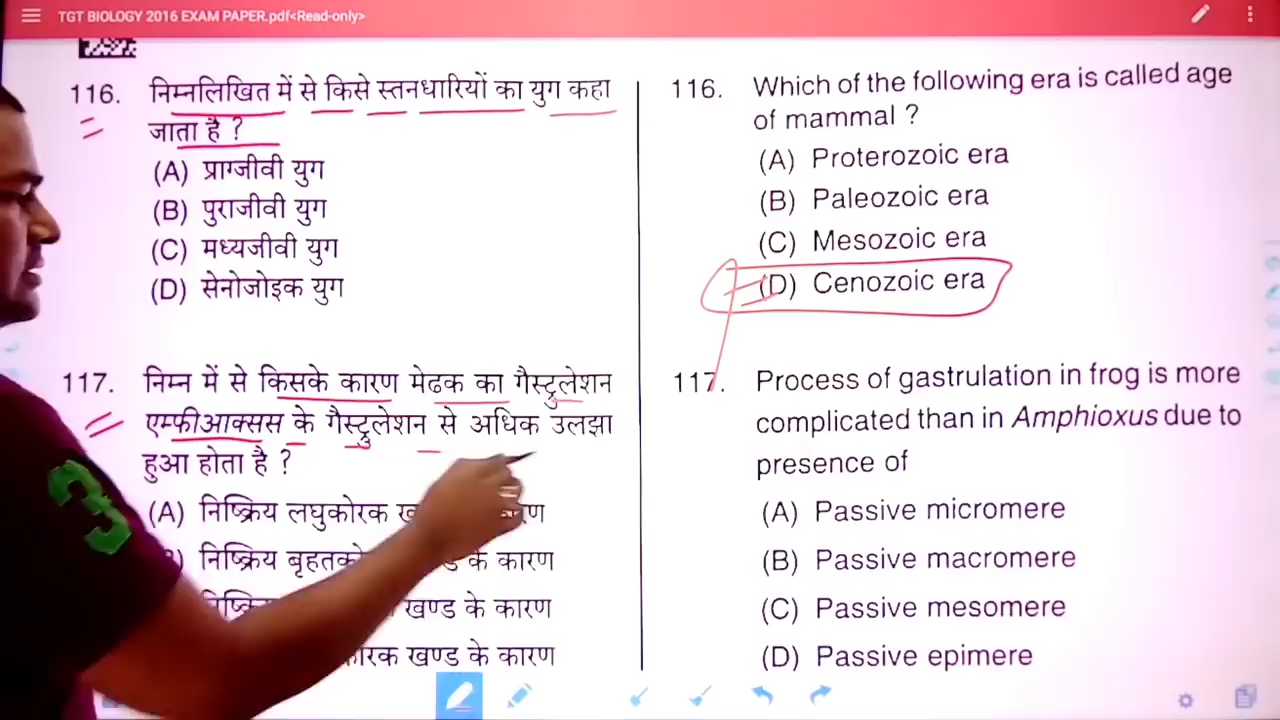 TGT BIOLOGY 2016 EXAM PAPER.pdf<Read-only>
116. निम्नलिखित में से किसे स्तनधारियों का युग कहा
जाता है ?
(A) प्राग्जीवी युग
(B) पुराजीवी युग
(C) मध्यजीवी युग
(D) सेनोजोइक युग
117. निम्न में से किसके कारण मेढक का गैस्ट्रुलेशन
एम्फीआक्सस के गैस्ट्रुलेशन से अधिक उलझा
हुआ होता है ?
(A) निष्क्रिय लघुकोरक
(B) निष्क्रिय के कारण
खण्ड के कारण
खण्ड के कारण
116. Which of the following era is called age
of mammal ?
(A) Proterozoic era
(B) Paleozoic era
(C) Mesozoic era
(D) Cenozoic era
117. Process of gastrulation in frog is more
complicated than in Amphioxus due to
presence of
(A) Passive micromere
(B) Passive macromere
(C) Passive mesomere
(D) Passive epimere
3